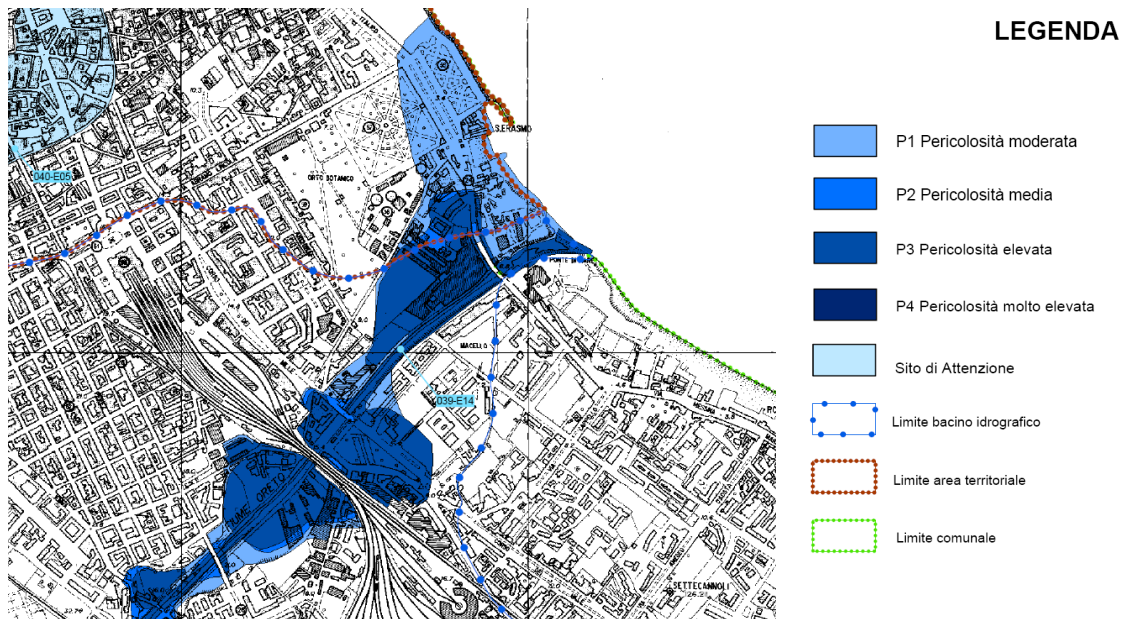 LEGENDA
P1 Pericolosità moderata
P2 Pericolosità media
P3 Pericolosità elevata
P4 Pericolosità molto elevata
Sito di Attenzione
Limite bacino idrografico
Limite area territoriale
Limite comunale
S.ERASMO
040-E05
ORTO BOTANICO
MACELLO
039-E14
FIUME ORETO
SETTECANNOLI